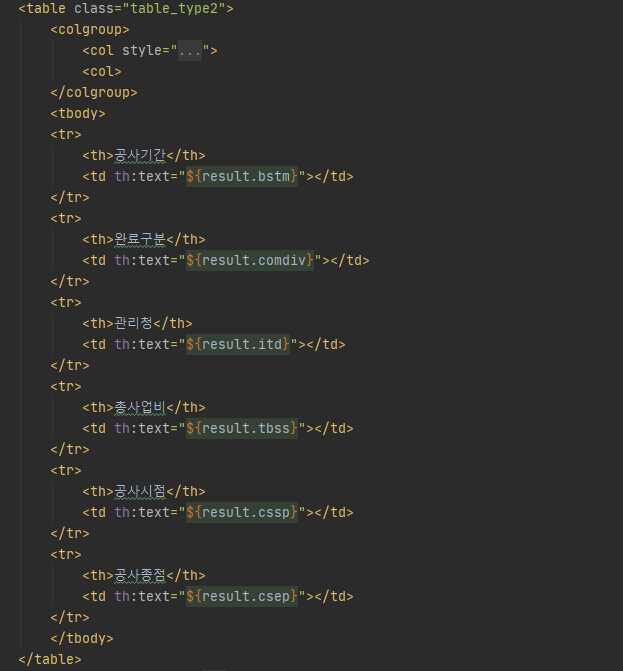 <table class="table_type2">
<colgroup>
<col style="...">
<col>
</colgroup>
<tbody>
<tr>
<th>공사기간</th>
<td th:text="${result.bstm}"></td>
</tr>
<tr>
<th>완료구분</th>
<td th:text="${result.comdiv}"></td>
</tr>
<tr>
<th>관리청</th>
<td th:text="${result.itd}"></td>
</tr>
<tr>
<th>총사업비</th>
<td th:text="${result.tbss}"></td>
</tr>
<tr>
<th>공사시점</th>
<td th:text="${result.cssp}"></td>
</tr>
<tr>
<th>공사종점</th>
<td th:text="${result.csep}"></td>
</tr>
</tbody>
</table>